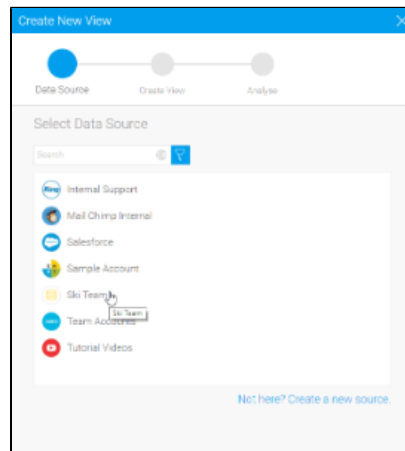 Create New View
Data Source
Create View
Analyse
Select Data Source
Search
Internal Support
Mail Chimp Internal
Salesforce
Sample Account
Ski Team
Ski Team
Team Accounts
Tutorial Videos
Not here? Create a new source.